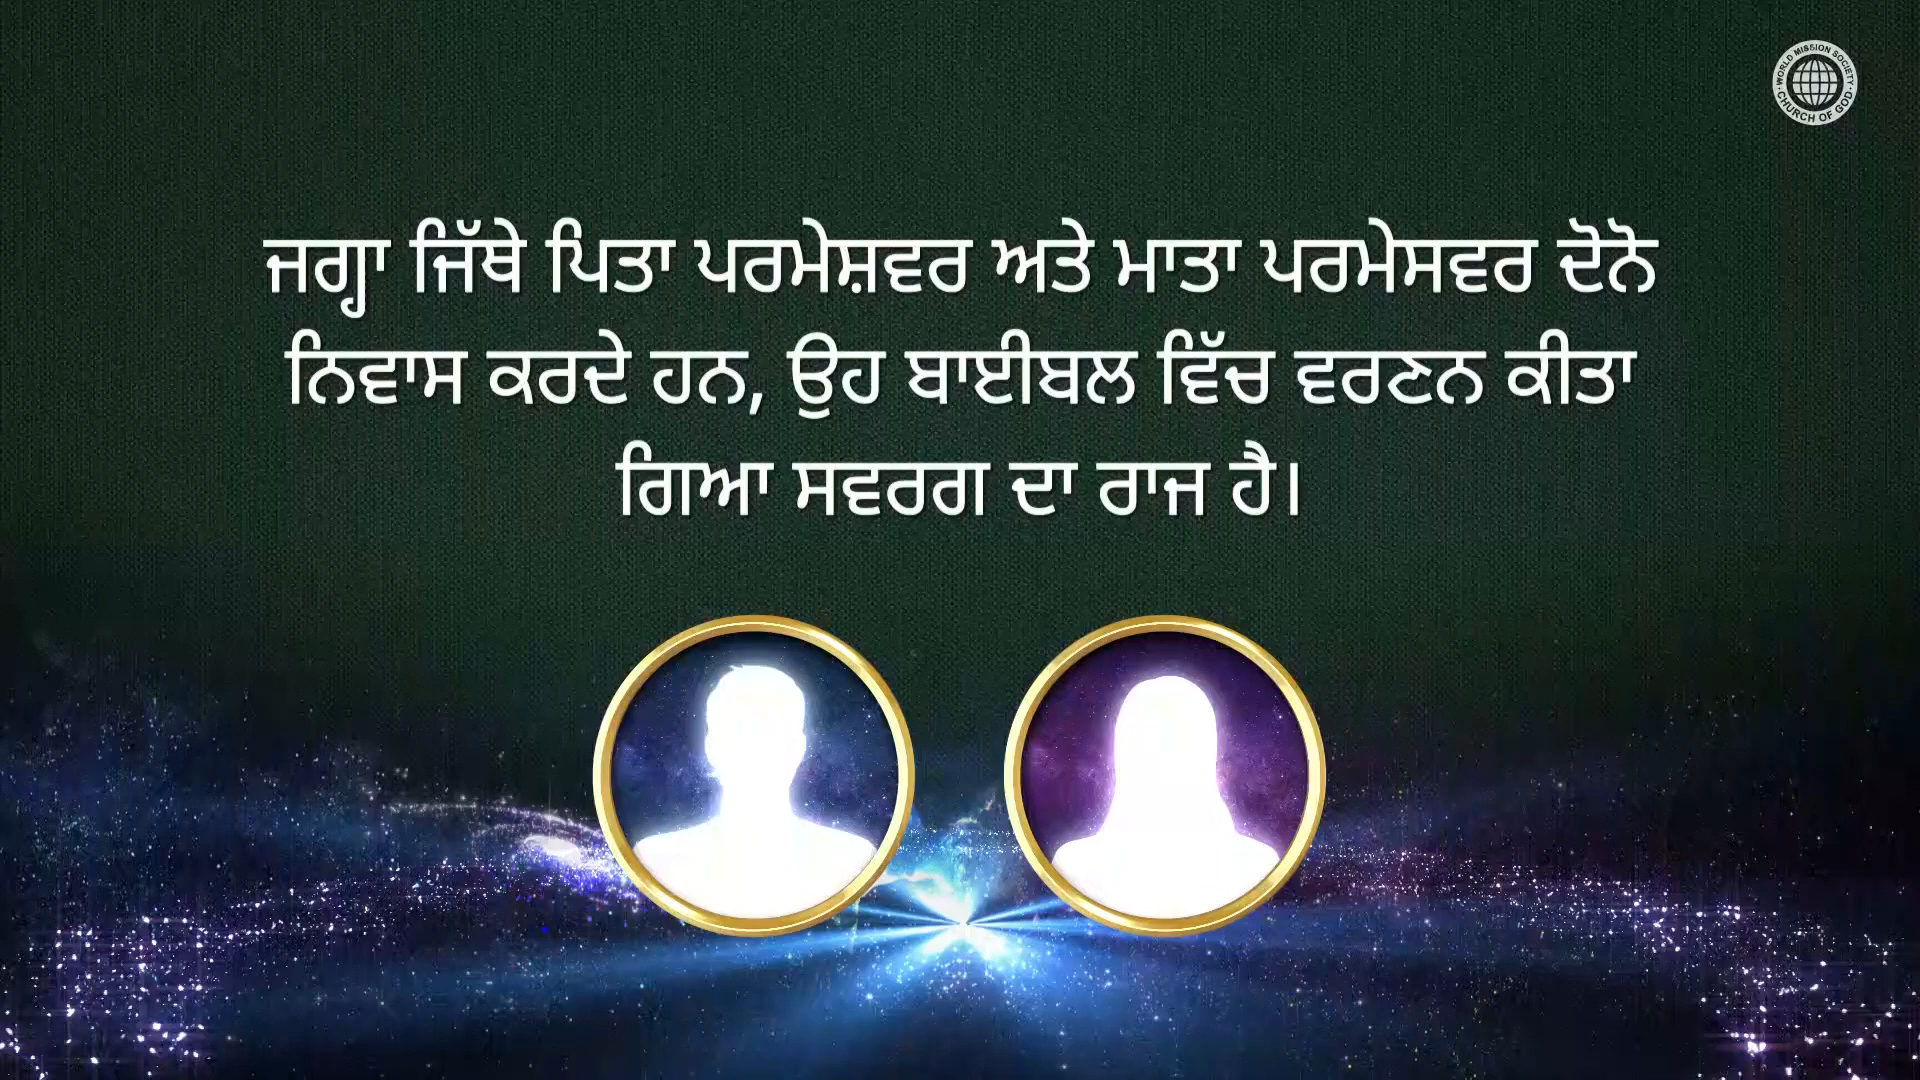 WORLD MISSION SOCIETY CHURCH OF GOD
ਜਗ੍ਹਾ ਜਿੱਥੇ ਪਿਤਾ ਪਰਮੇਸ਼ਵਰ ਅਤੇ ਮਾਤਾ ਪਰਮੇਸਵਰ ਦੋਨੋ
ਨਿਵਾਸ ਕਰਦੇ ਹਨ, ਉਹ ਬਾਈਬਲ ਵਿੱਚ ਵਰਣਨ ਕੀਤਾ
ਗਿਆ ਸਵਰਗ ਦਾ ਰਾਜ ਹੈ।